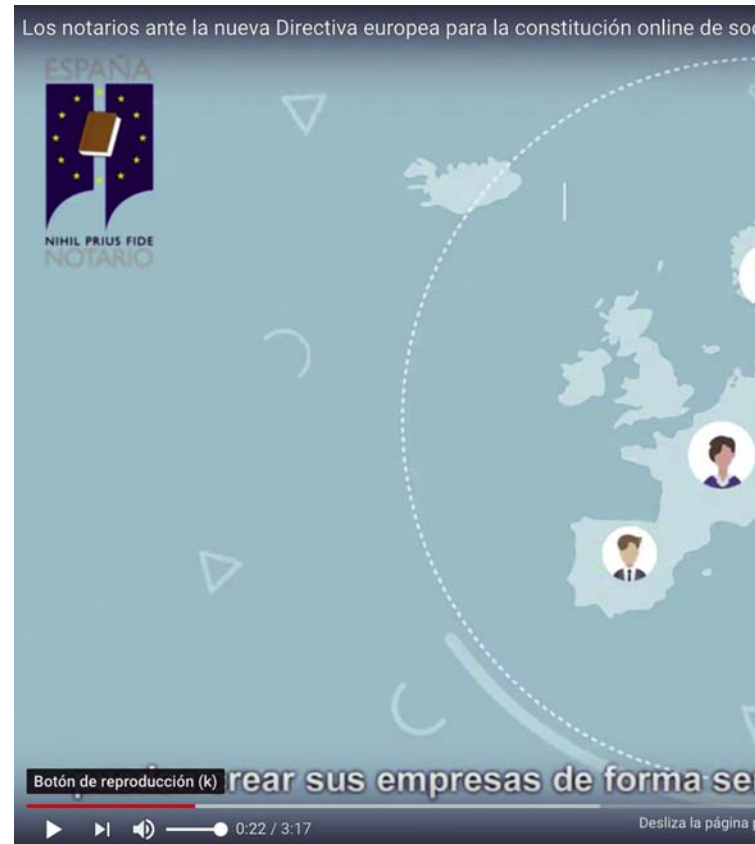 Los notarios ante la nueva Directiva europea para la constitución online de soc
ESPAÑA
NIHIL PRIUS FIDE
NOTARIO
Botón de reproducción (k)
rear sus empresas de forma se
0:22 / 3:17
Desliza la página p